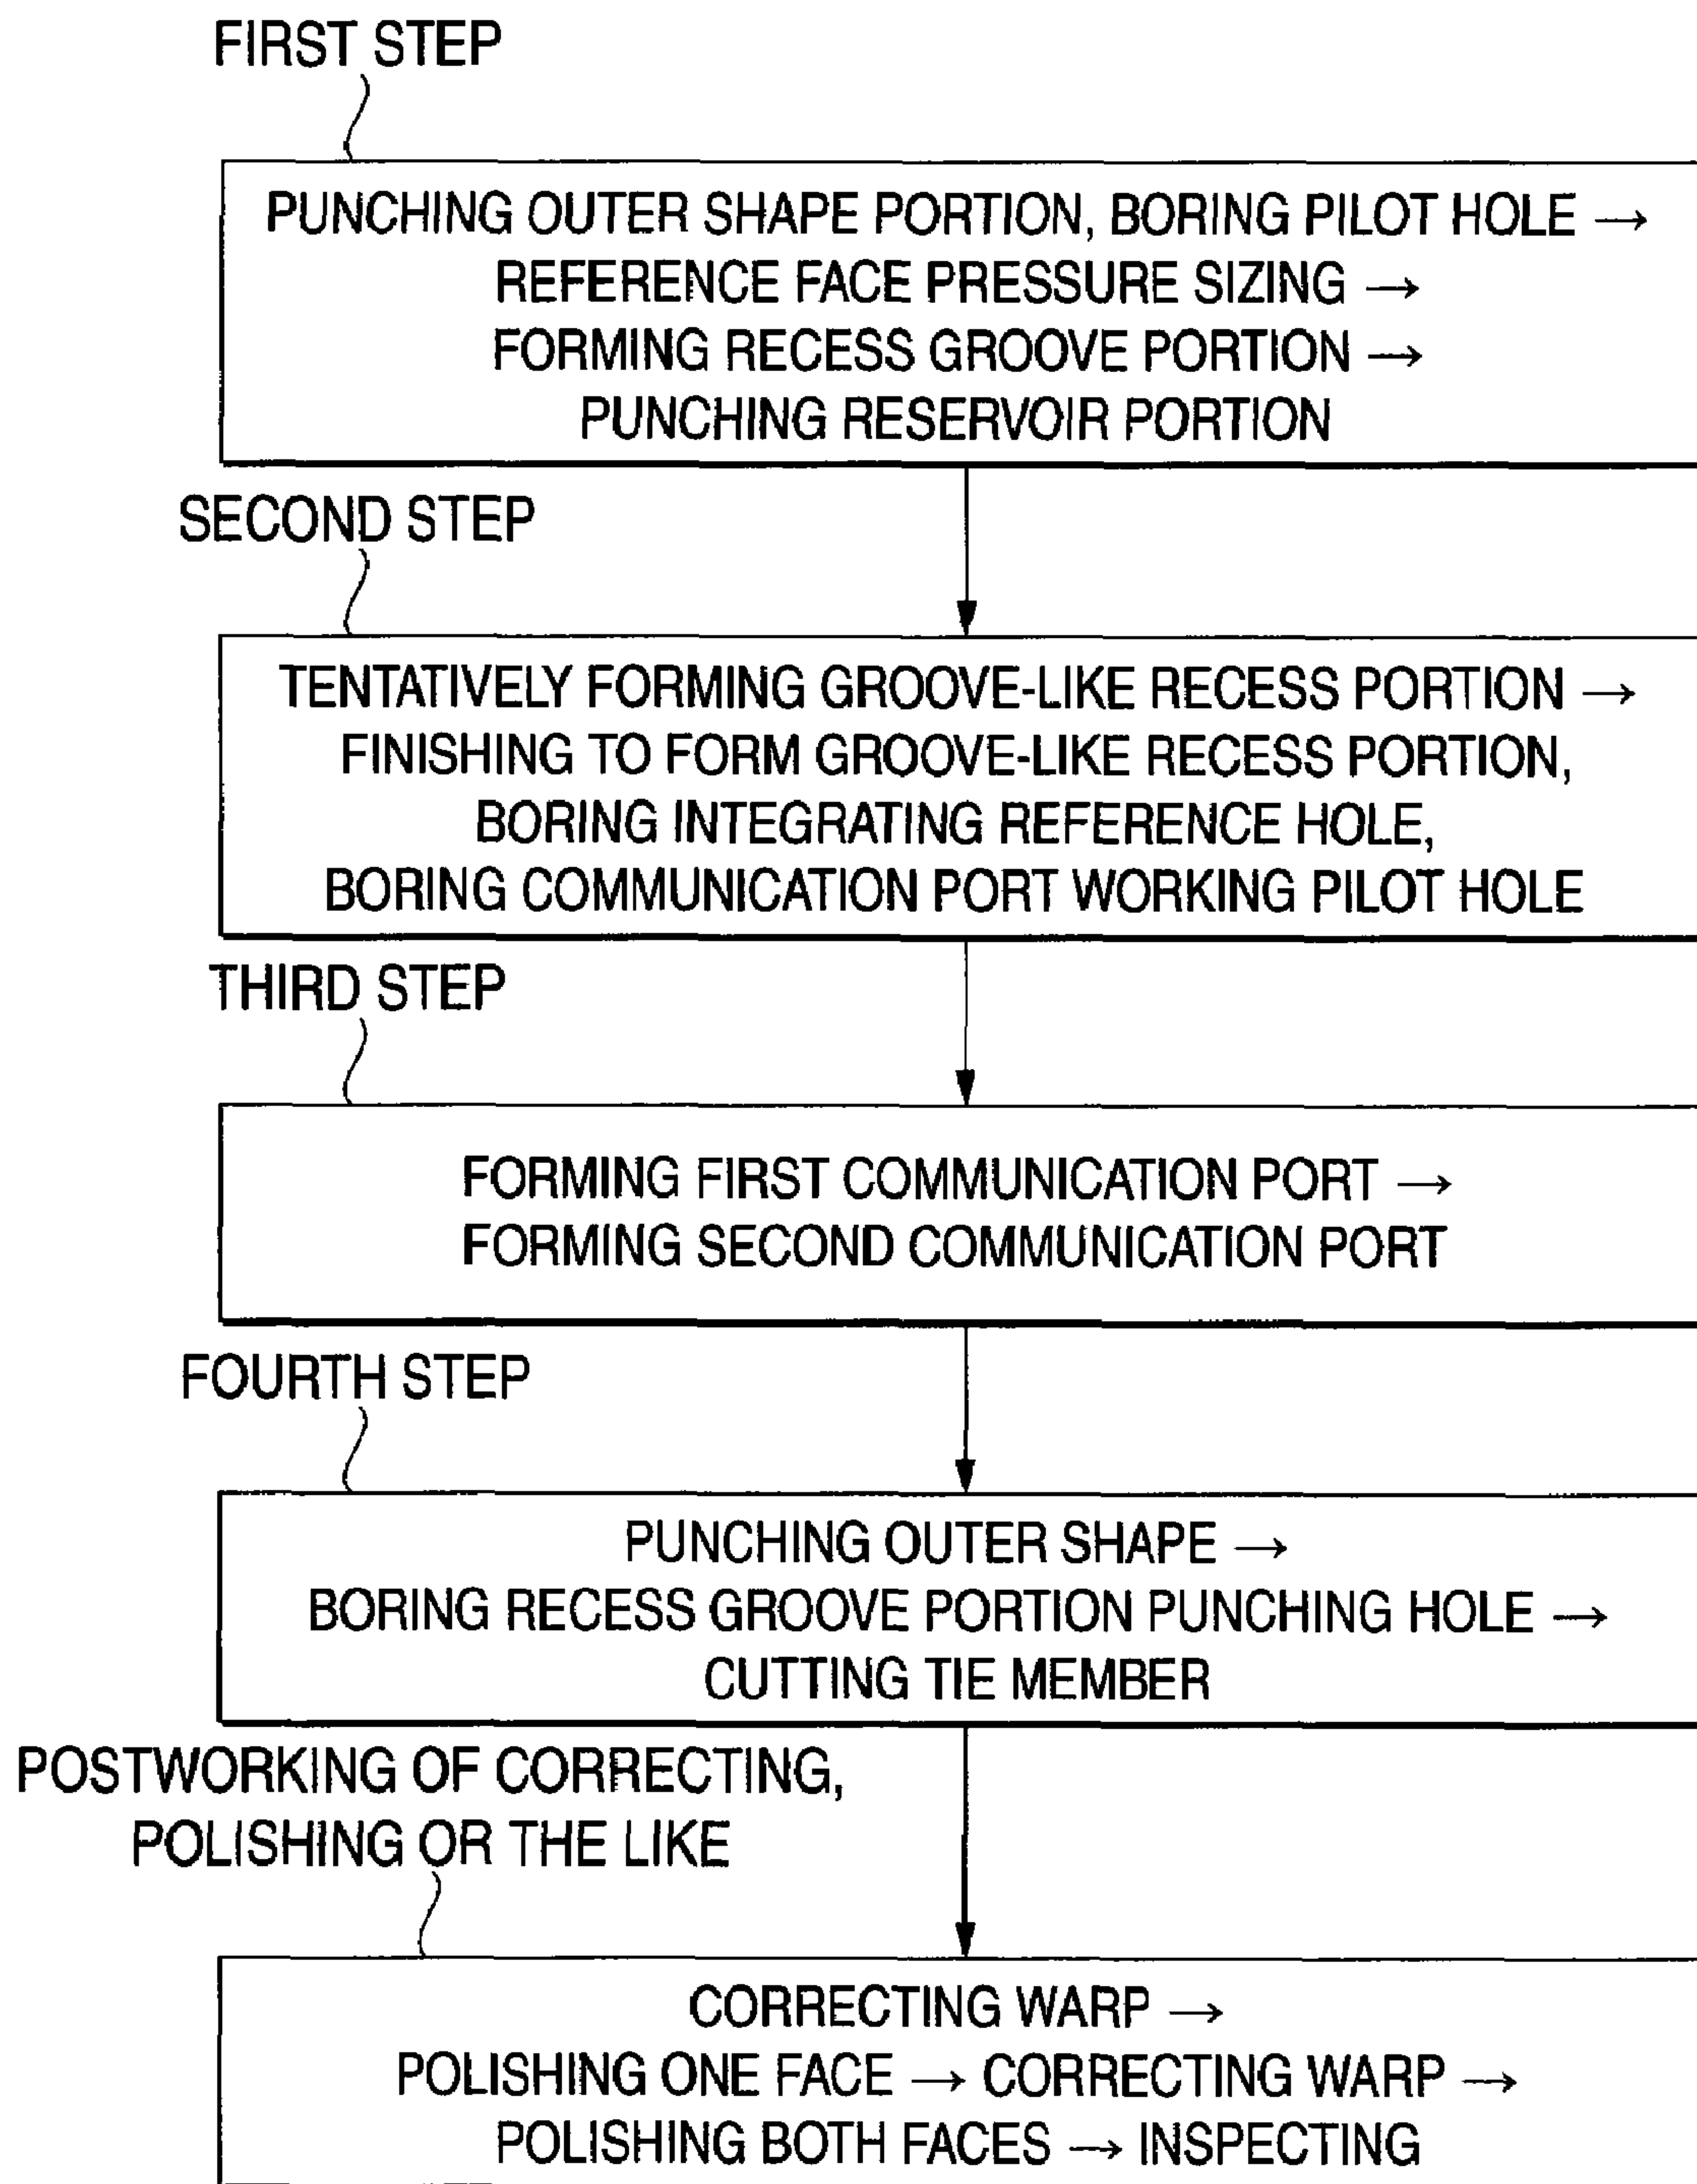 FIRST STEP
PUNCHING OUTER SHAPE PORTION, BORING PILOT HOLE →
REFERENCE FACE PRESSURE SIZING →
FORMING RECESS GROOVE PORTION →
PUNCHING RESERVOIR PORTION
SECOND STEP
TENTATIVELY FORMING GROOVE-LIKE RECESS PORTION →
FINISHING TO FORM GROOVE-LIKE RECESS PORTION,
BORING INTEGRATING REFERENCE HOLE,
BORING COMMUNICATION PORT WORKING PILOT HOLE
THIRD STEP
FORMING FIRST COMMUNICATION PORT →
FORMING SECOND COMMUNICATION PORT
FOURTH STEP
PUNCHING OUTER SHAPE →
BORING RECESS GROOVE PORTION PUNCHING HOLE →
CUTTING TIE MEMBER
POSTWORKING OF CORRECTING,
POLISHING OR THE LIKE
CORRECTING WARP →
POLISHING ONE FACE → CORRECTING WARP →
POLISHING BOTH FACES → INSPECTING